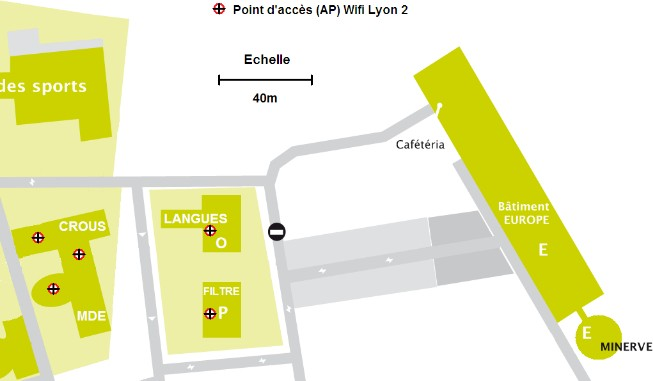 Point d'accès (AP) Wifi Lyon 2
Echelle
40m
des sports
Cafétéria
Bâtiment
EUROPE
E
LANGUES
O
CROUS
FILTRE
P
MDE
E
MINERVE